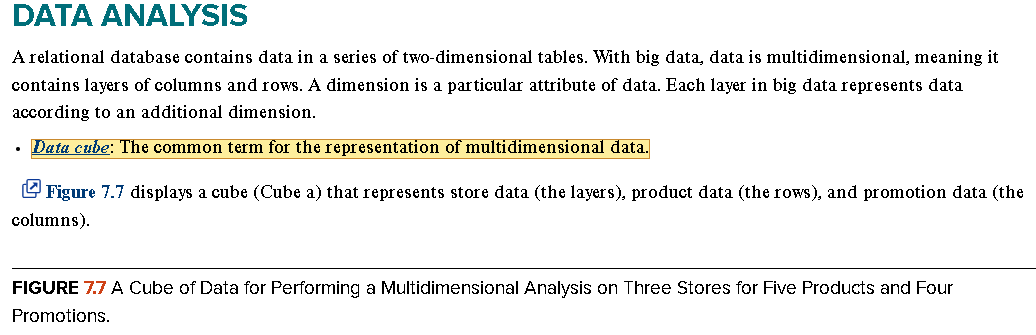 DATA ANALYSIS
A relational database contains data in a series of two-dimensional tables. With big data, data is multidimensional, meaning it
contains layers of columns and rows. A dimension is a particular attribute of data. Each layer in big data represents data
according to an additional dimension.
• Data cube: The common term for the representation of multidimensional data.
Figure 7.7 displays a cube (Cube a) that represents store data (the layers), product data (the rows), and promotion data (the
columns).
FIGURE 7.7 A Cube of Data for Performing a Multidimensional Analysis on Three Stores for Five Products and Four
Promotions.